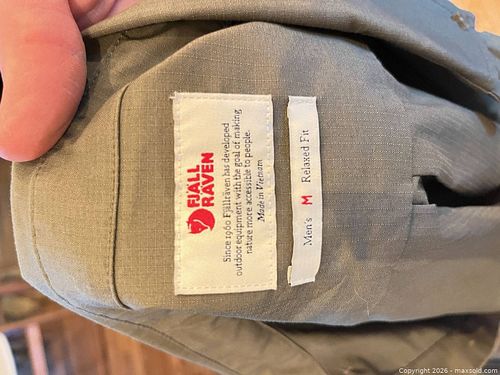 FJÄLL
RÄVEN
Since 1960 Fjällräven has developed
outdoor equipment with the goal of making
nature more accessible to people.
Made in Vietnam
Men's M Relaxed Fit
Copyright 2026 - maxsold.com